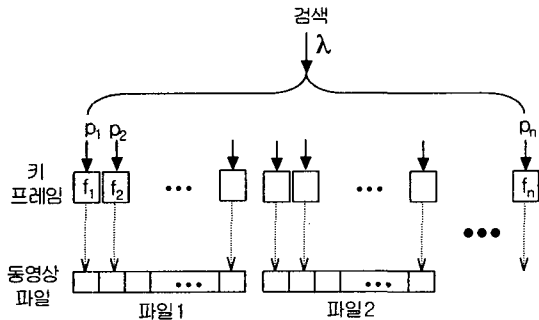 검색
λ
p₁ p₂ pₙ
키
프레임
f₁ f₂ ••• ••• fₙ
•••
동영상
파일
••• •••
파일1 파일2